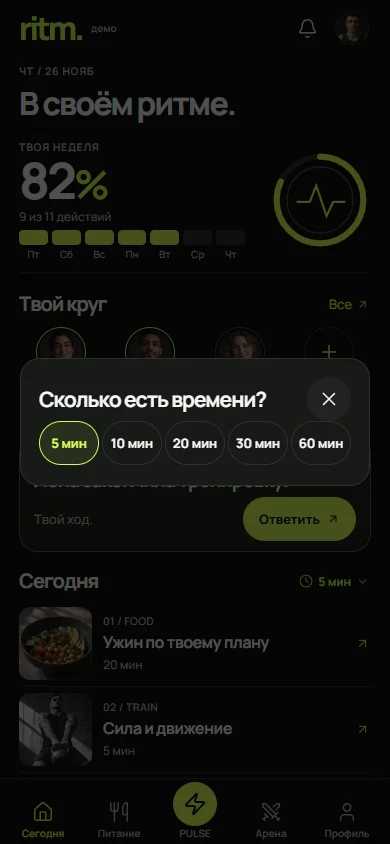 ritm. демо
ЧТ / 26 НОЯБ
В своём ритме.
ТВОЯ НЕДЕЛЯ
82%
9 из 11 действий
Пт Сб Вс Пн Вт Ср Чт
Твой круг
Все
Сколько есть времени?
5 мин 10 мин 20 мин 30 мин 60 мин
Твой ход.
Ответить
Сегодня
5 мин
01 / FOOD
Ужин по твоему плану
20 мин
02 / TRAIN
Сила и движение
5 мин
Сегодня Питание PULSE Арена Профиль